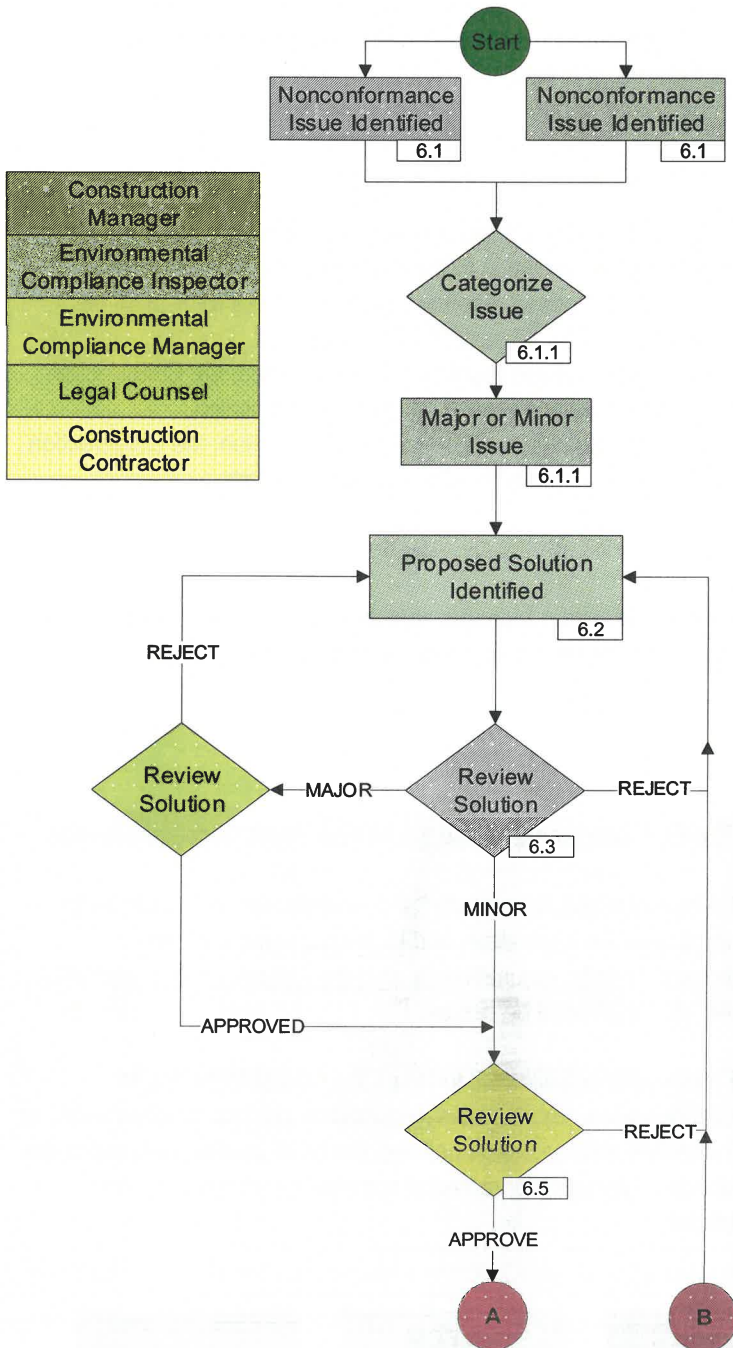 Start
Nonconformance
Issue Identified
6.1
Nonconformance
Issue Identified
6.1
Construction
Manager
Environmental
Compliance Inspector
Environmental
Compliance Manager
Legal Counsel
Construction
Contractor
Categorize
Issue
6.1.1
Major or Minor
Issue
6.1.1
Proposed Solution
Identified
6.2
REJECT
Review
Solution
MAJOR
Review
Solution
6.3
REJECT
MINOR
APPROVED
Review
Solution
6.5
REJECT
APPROVE
A
B